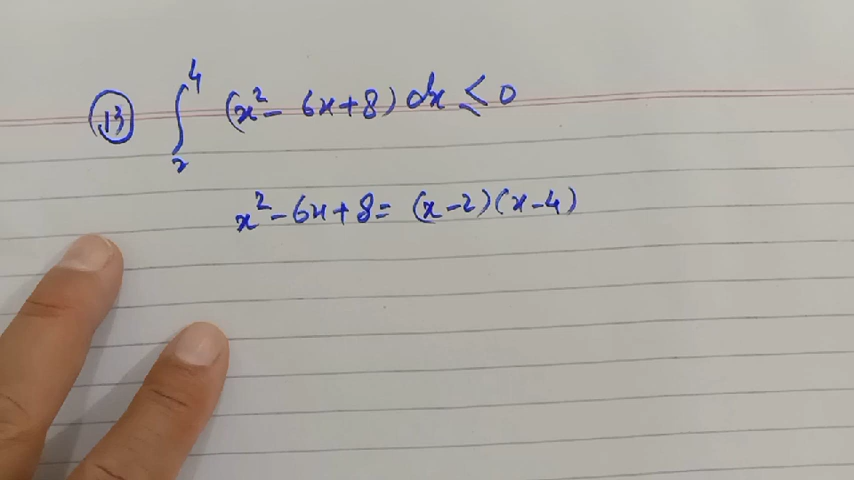 13 ∫₂⁴ (x² - 6x + 8) dx ≤ 0
x² - 6x + 8 = (x - 2)(x - 4)